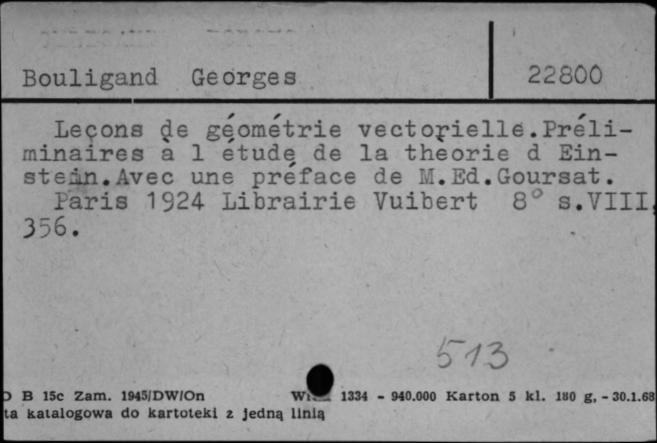 Bouligand Georges 22800
Leçons de géométrie vectorielle.Préli-
minaires à l étude de la thèorie d Ein-
stein.Avec une préface de M.Ed.Goursat.
Paris 1924 Librairie Vuibert 8° s.VIII,
356.
513
B 15c Zam. 1945/DW/On 1334 - 940.000 Karton 5 kl. 180 g, - 30.1.68
ta katalogowa do kartoteki z jedną linią